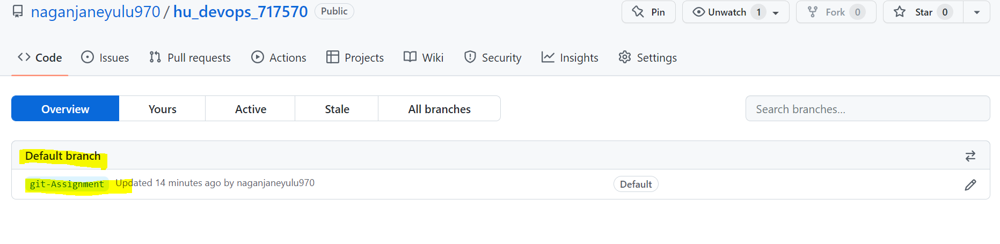 naganjaneyulu970 / hu_devops_717570 Public Pin Unwatch 1 Fork 0 Star 0
Code Issues Pull requests Actions Projects Wiki Security Insights Settings
Overview Yours Active Stale All branches Search branches...
Default branch
git-Assignment Updated 14 minutes ago by naganjaneyulu970 Default